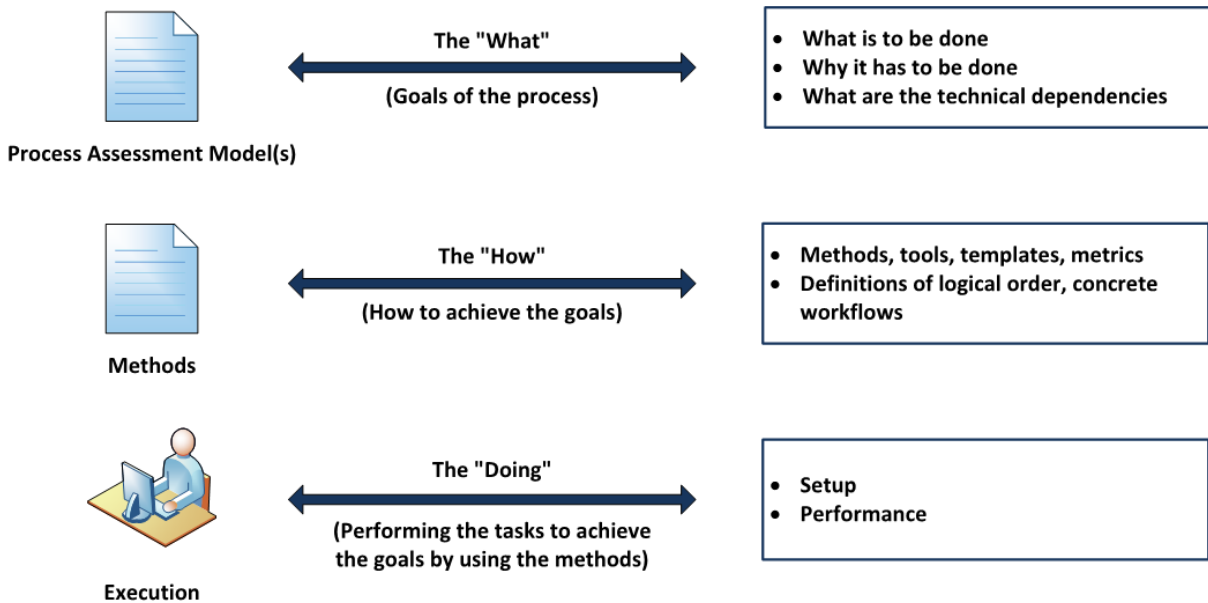 The "What"
(Goals of the process)
• What is to be done
• Why it has to be done
• What are the technical dependencies
Process Assessment Model(s)
The "How"
(How to achieve the goals)
• Methods, tools, templates, metrics
• Definitions of logical order, concrete
workflows
Methods
The "Doing"
(Performing the tasks to achieve
the goals by using the methods)
• Setup
• Performance
Execution